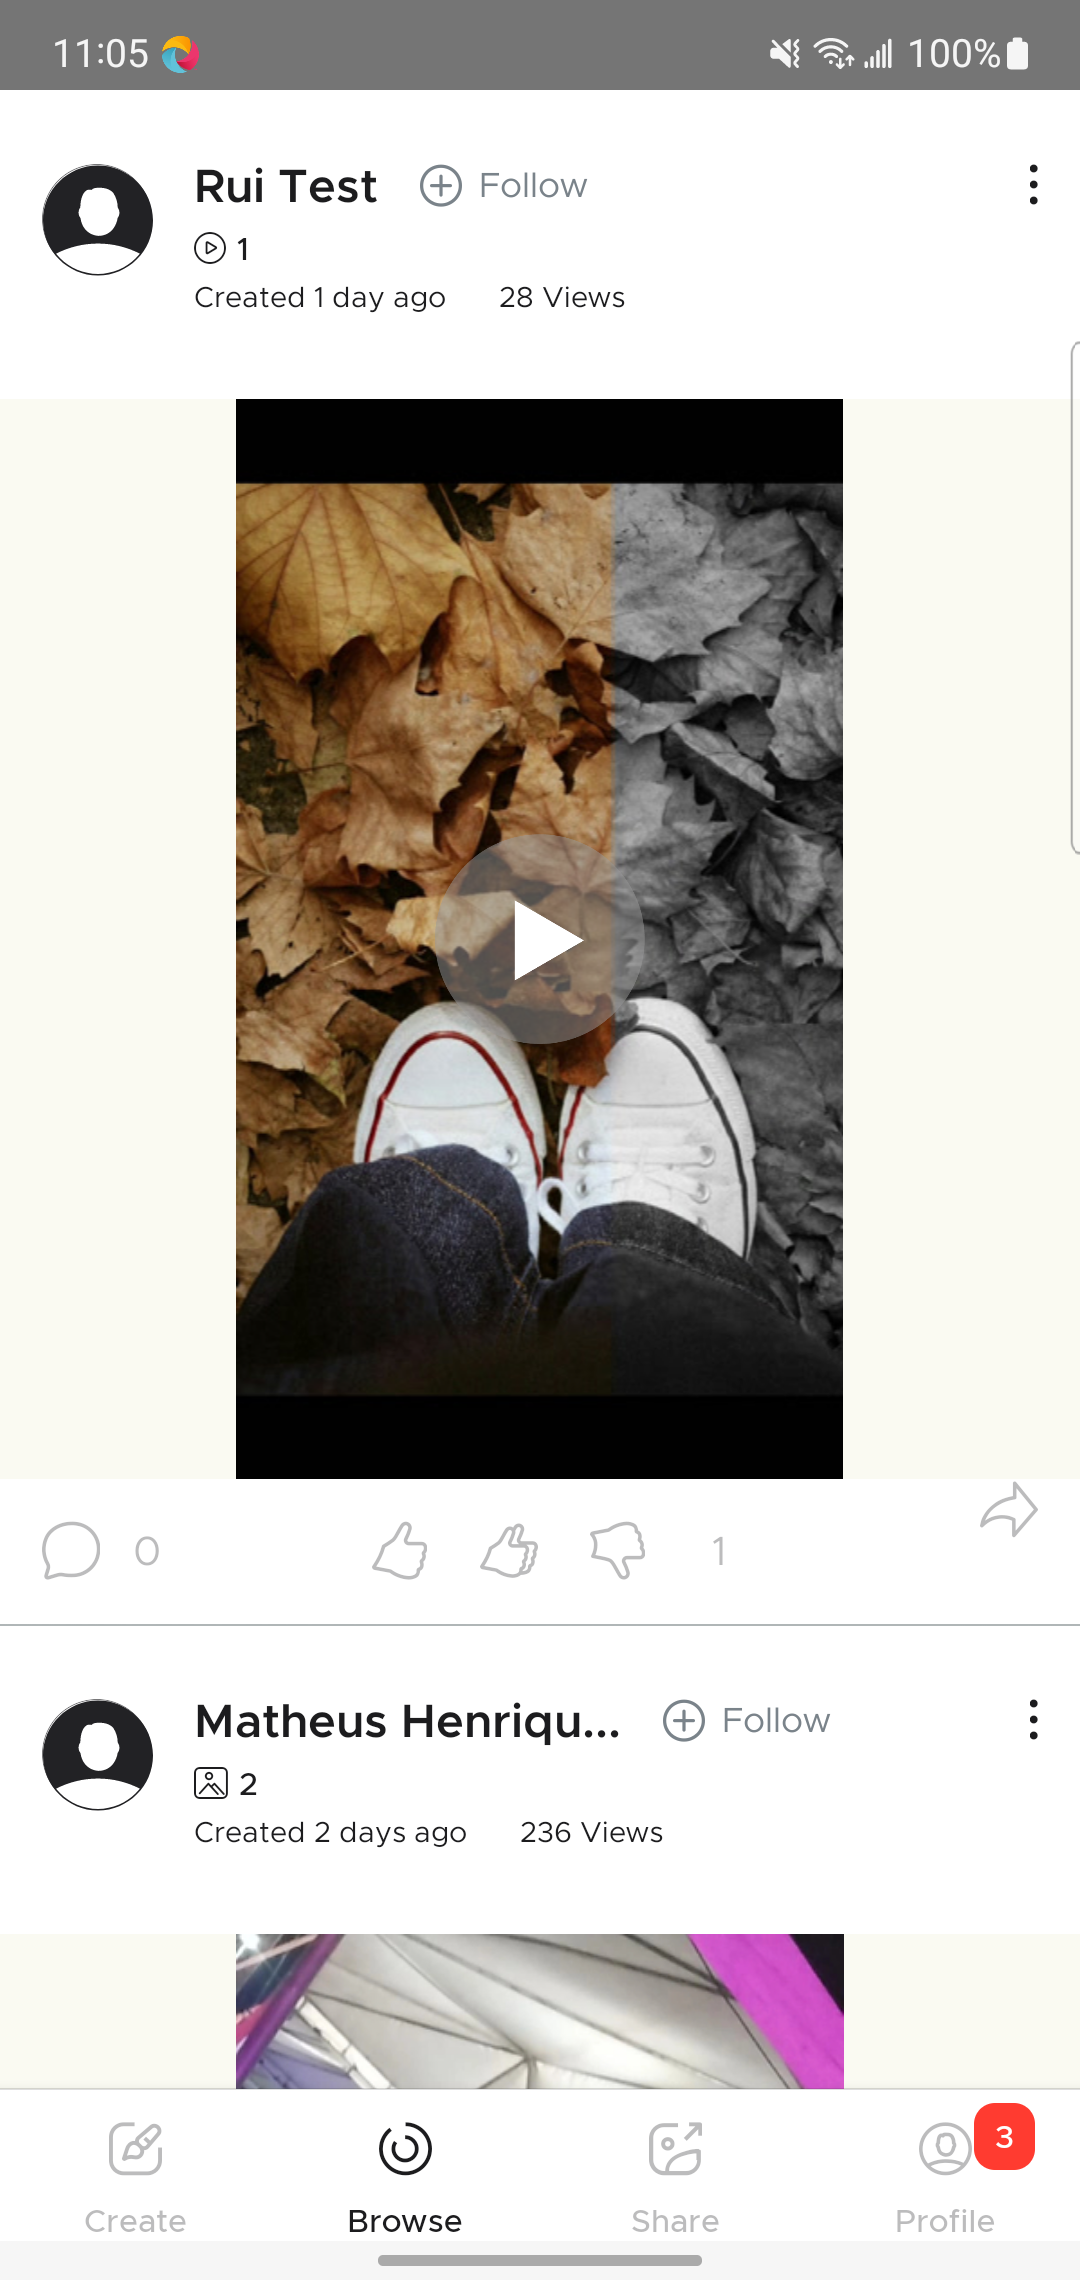 11:05 100%
Rui Test Follow
1
Created 1 day ago 28 Views
0 1
Matheus Henriqu... Follow
2
Created 2 days ago 236 Views
3
Create Browse Share Profile